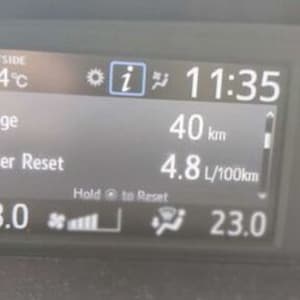 TSIDE
4°C i 11:35
ge 40 km
er Reset 4.8 L/100km
Hold to Reset
3.0 23.0